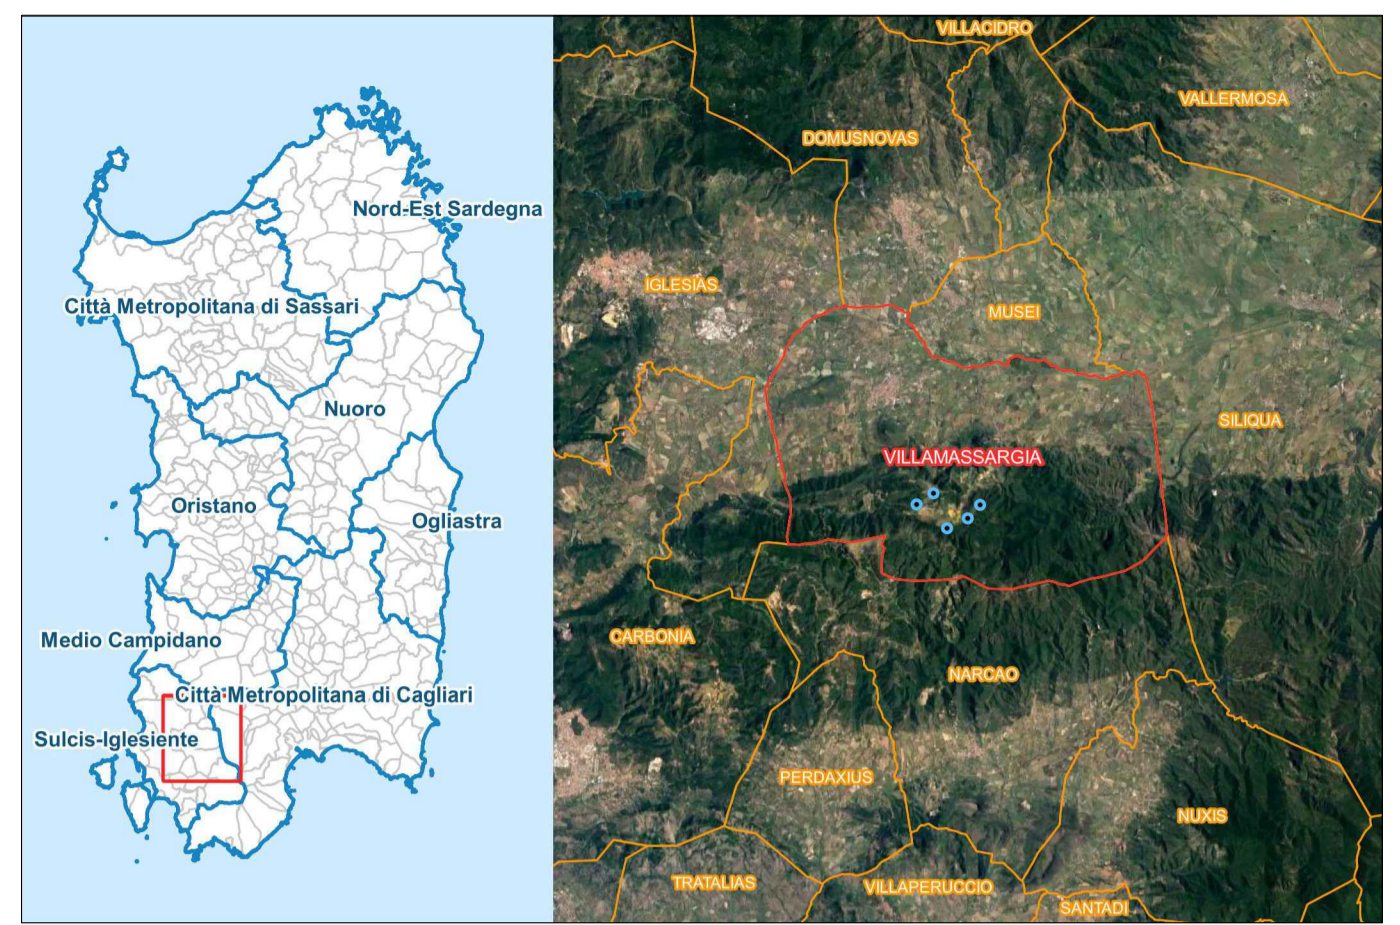 Nord-Est Sardegna
Città Metropolitana di Sassari
Nuoro
Oristano
Ogliastra
Medio Campidano
Città Metropolitana di Cagliari
Sulcis-Iglesiente
VILLACIDRO
VALLERMOSA
DOMUSNOVAS
IGLESIAS
MUSEI
SILIQUA
VILLAMASSARGIA
CARBONIA
NARCAO
PERDAXIUS
NUXIS
TRATALIAS
VILLAPERUCCIO
SANTADI